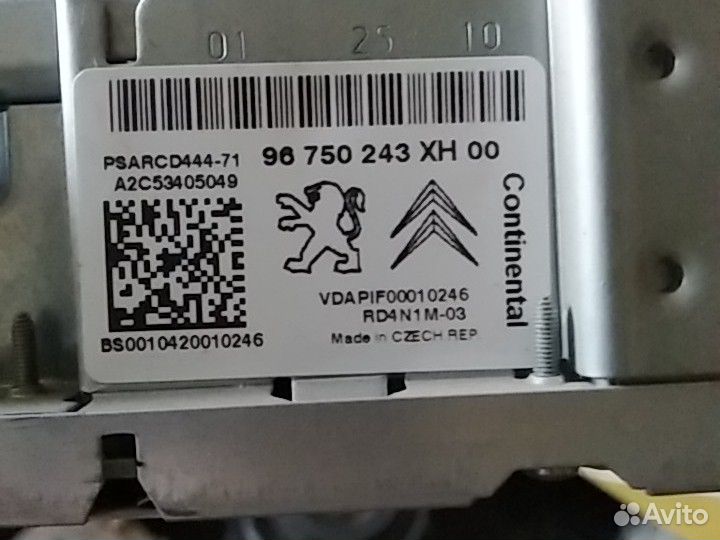 01 25 10
PSARCD444-71 96 750 243 XH 00
A2C53405049
Continental
VDAPIF00010246
RD4N1M-03
BS0010420010246
Made in CZECH REP.
Avito